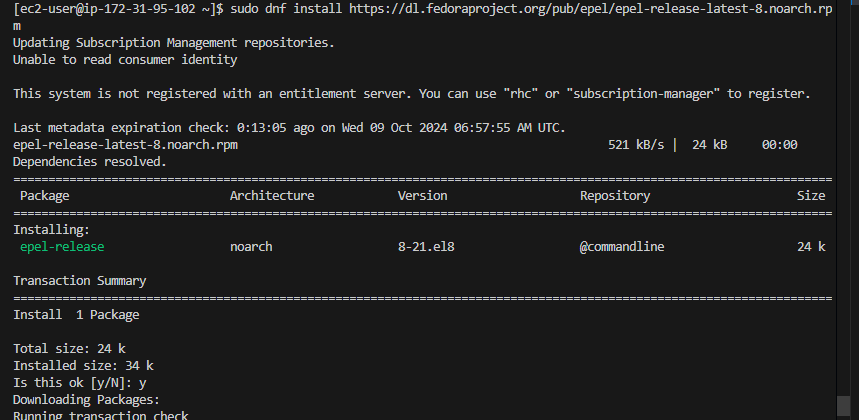 [ec2-user@ip-172-31-95-102 ~]$ sudo dnf install https://dl.fedoraproject.org/pub/epel/epel-release-latest-8.noarch.rp
m
Updating Subscription Management repositories.
Unable to read consumer identity
This system is not registered with an entitlement server. You can use "rhc" or "subscription-manager" to register.
Last metadata expiration check: 0:13:05 ago on Wed 09 Oct 2024 06:57:55 AM UTC.
epel-release-latest-8.noarch.rpm 521 kB/s | 24 kB 00:00
Dependencies resolved.
Package Architecture Version Repository Size
Installing:
epel-release noarch 8-21.el8 @commandline 24 k
Transaction Summary
Install 1 Package
Total size: 24 k
Installed size: 34 k
Is this ok [y/N]: y
Downloading Packages:
Running transaction check